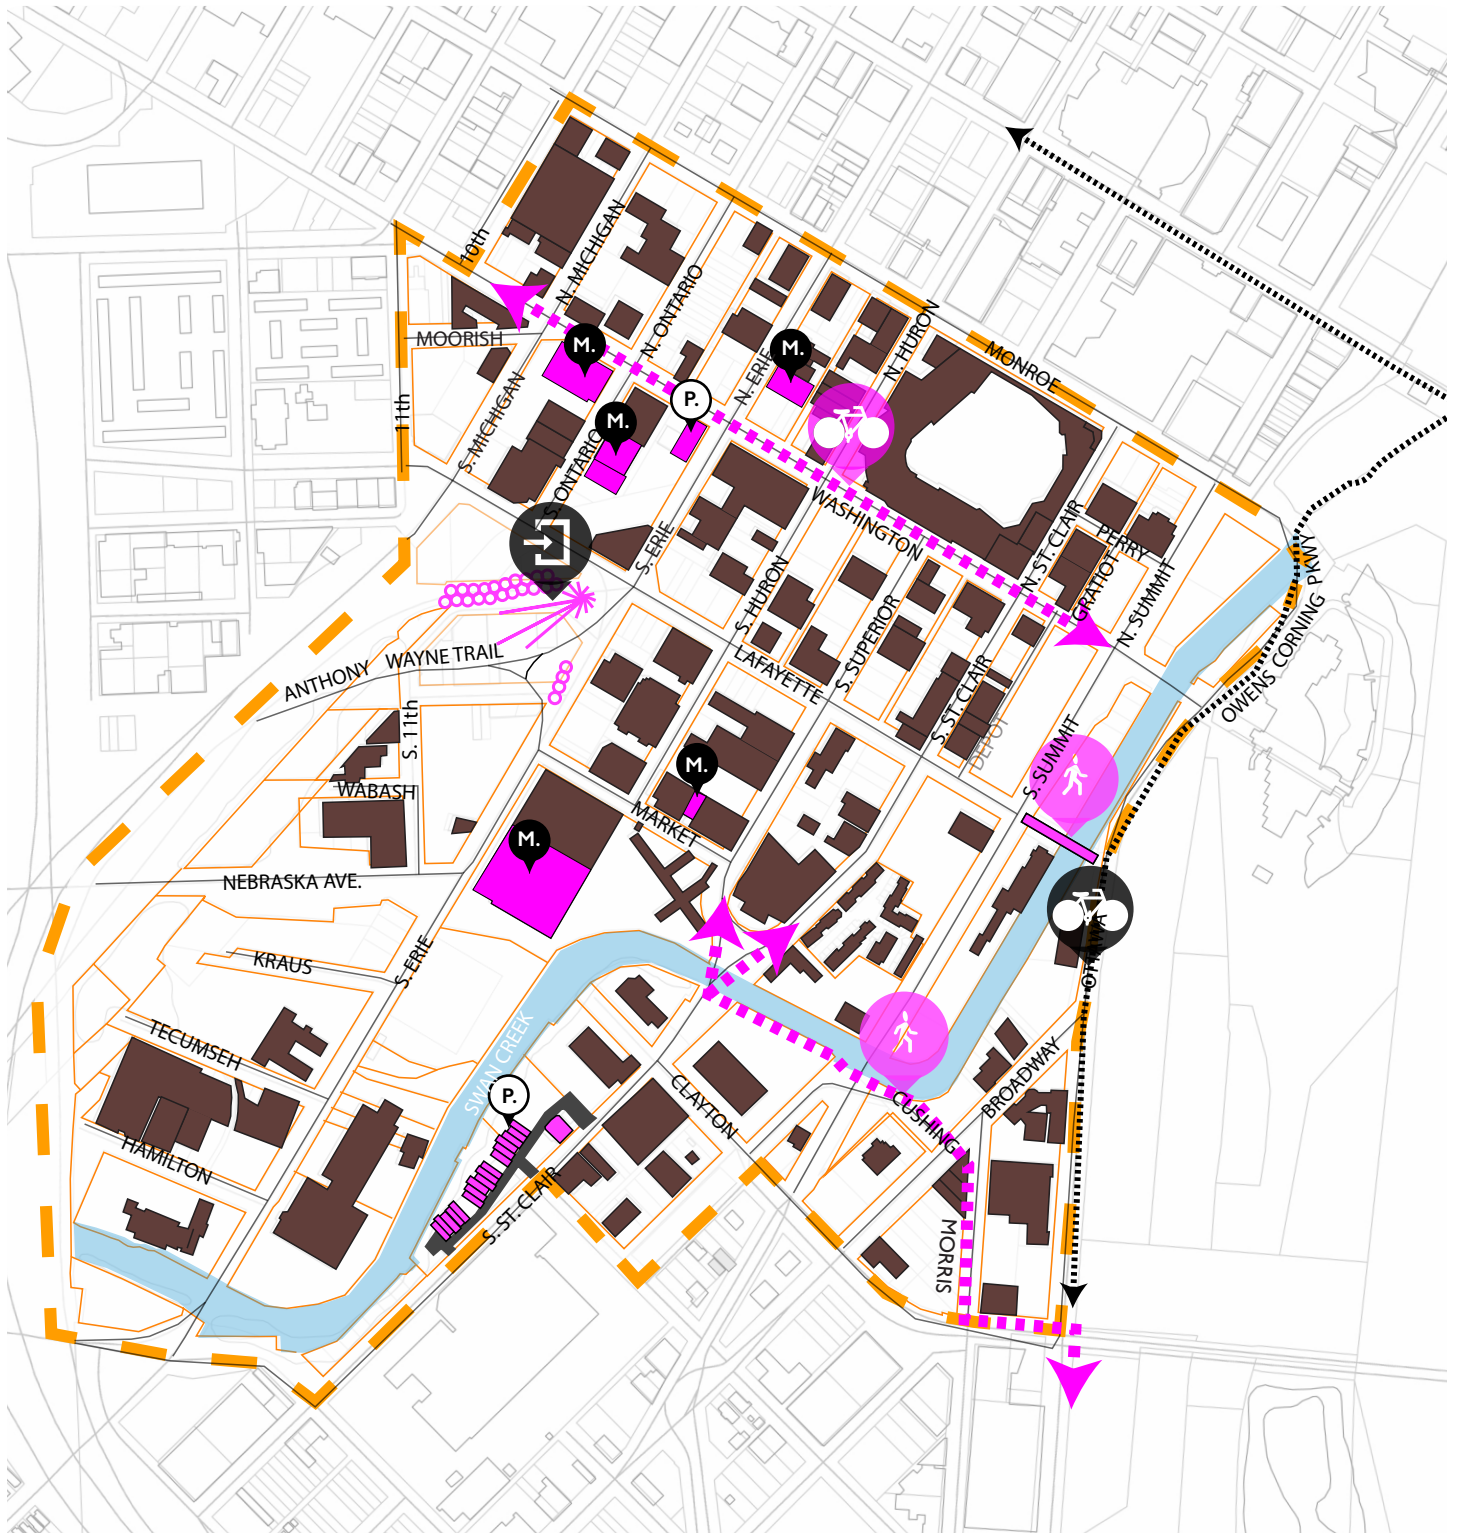 10th
N. MICHIGAN
N. ONTARIO
N. HURON
MOORISH
M.
M.
N. ERIE
MONROE
11th
S. MICHIGAN
P.
M.
S. ONTARIO
WASHINGTON
S. ERIE
N. ST. CLAIR
PERRY
GRATIOT
N. SUMMIT
OWENS CORNING PKWY
S. HURON
S.SUPERIOR
ANTHONY WAYNE TRAIL
LAFAYETTE
S. ST.CLAIR
DEPOT
S. 11th
S. SUMMIT
M.
WABASH
MARKET
M.
NEBRASKA AVE.
S. ERIE
KRAUS
OTTAWA
TECUMSEH
SWAN CREEK
P.
CLAYTON
CUSHING
BROADWAY
HAMILTON
S. ST. CLAIR
MORRIS